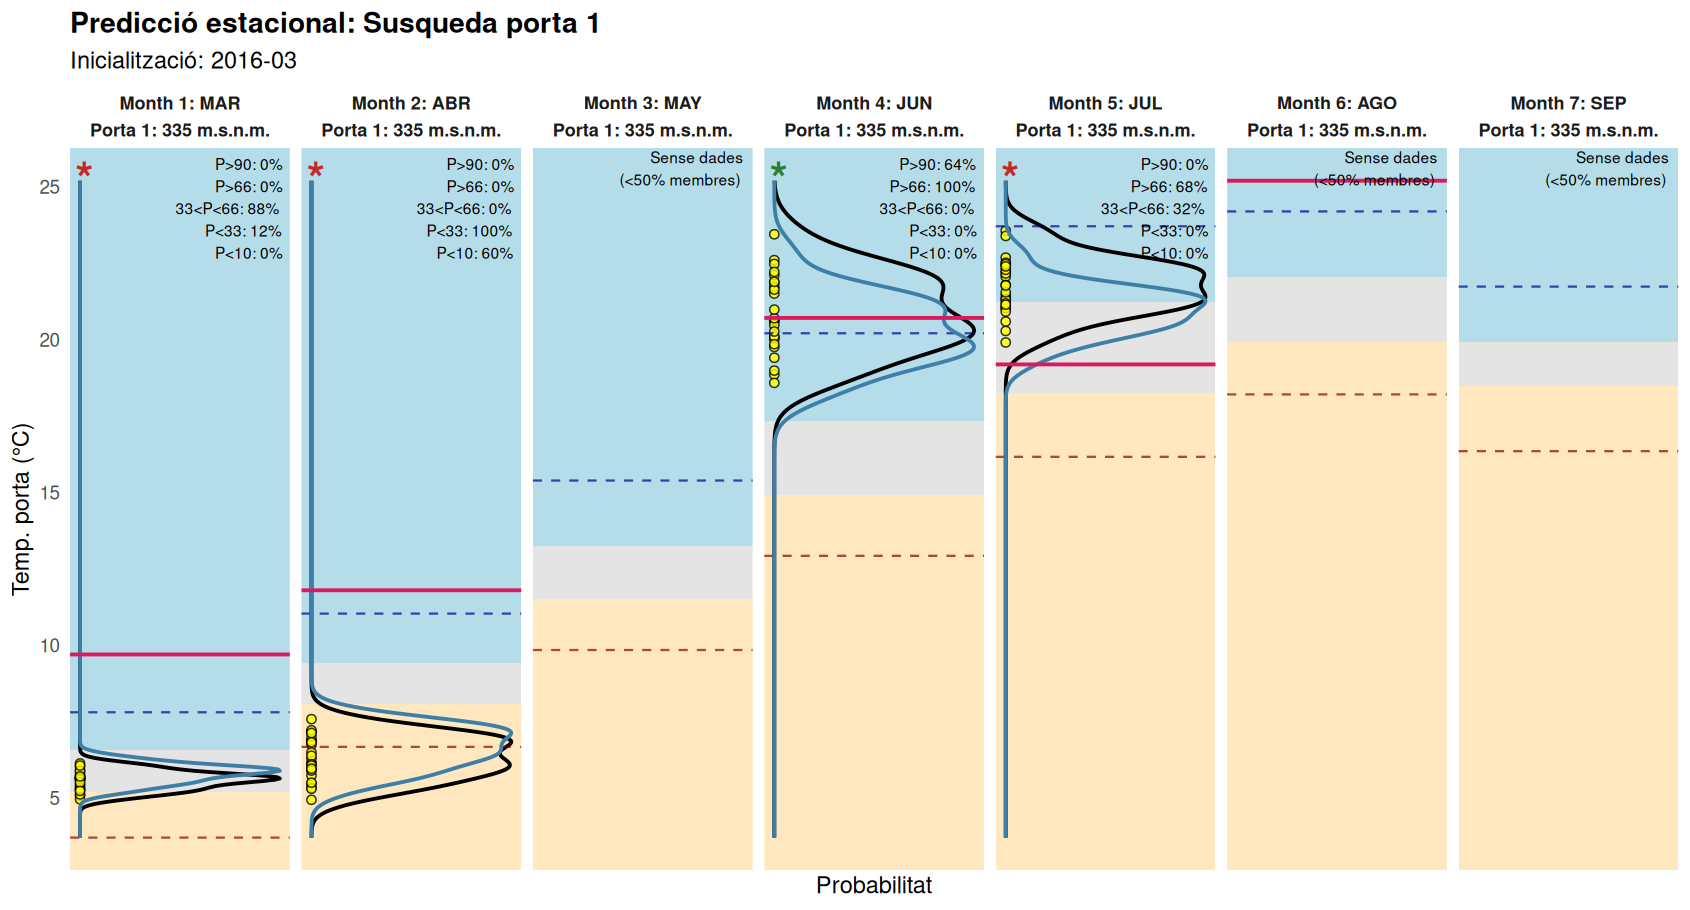 Predicció estacional: Susqueda porta 1
Inicialització: 2016-03
Month 1: MAR
Porta 1: 335 m.s.n.m.
Month 2: ABR
Porta 1: 335 m.s.n.m.
Month 3: MAY
Porta 1: 335 m.s.n.m.
Month 4: JUN
Porta 1: 335 m.s.n.m.
Month 5: JUL
Porta 1: 335 m.s.n.m.
Month 6: AGO
Porta 1: 335 m.s.n.m.
Month 7: SEP
Porta 1: 335 m.s.n.m.
*
P>90: 0%
P>66: 0%
33<P<66: 88%
P<33: 12%
P<10: 0%
*
P>90: 0%
P>66: 0%
33<P<66: 0%
P<33: 100%
P<10: 60%
Sense dades
(<50% membres)
*
P>90: 64%
P>66: 100%
33<P<66: 0%
P<33: 0%
P<10: 0%
*
P>90: 0%
P>66: 68%
33<P<66: 32%
P<33: 0%
P<10: 0%
Sense dades
(<50% membres)
Sense dades
(<50% membres)
25
20
15
10
5
Temp. porta (°C)
Probabilitat